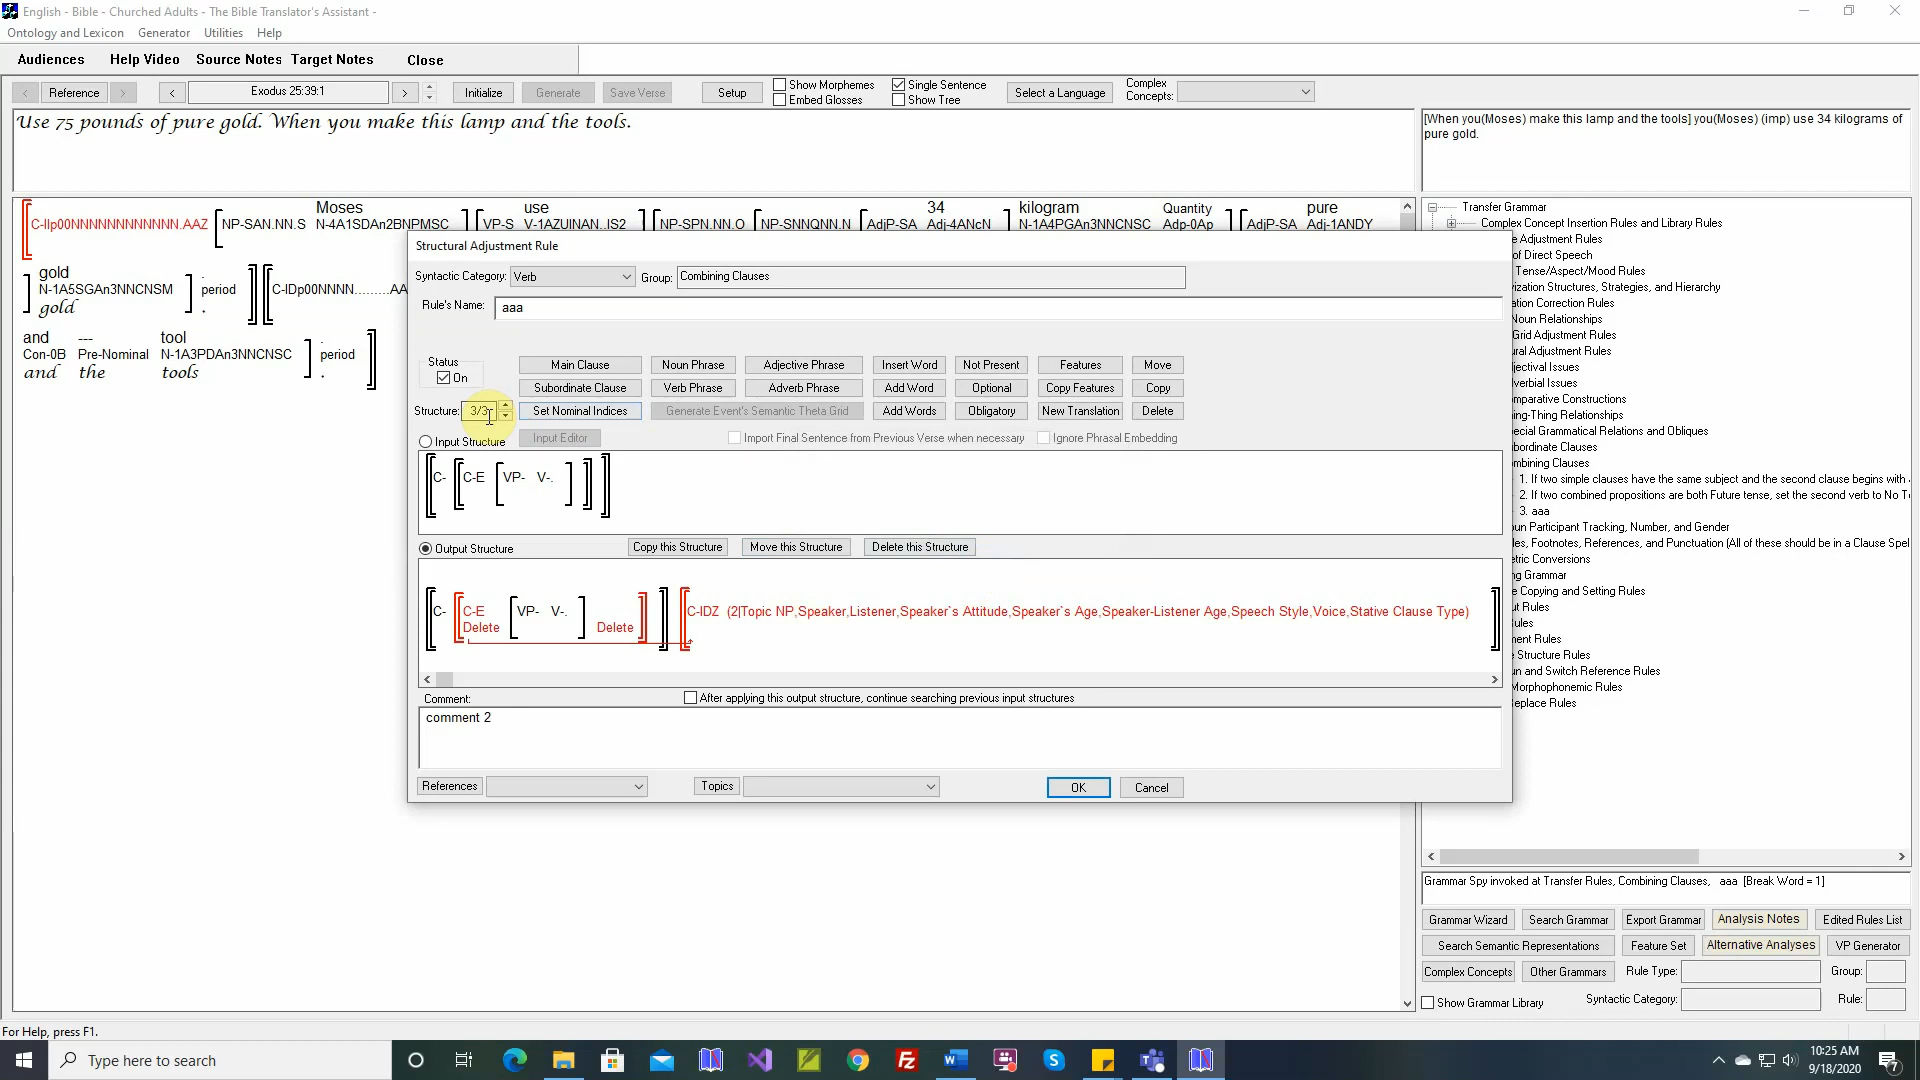 English - Bible - Churched Adults - The Bible Translator's Assistant -
Ontology and Lexicon Generator Utilities Help
Audiences Help Video Source Notes Target Notes Close
< Reference > < Exodus 25:39:1 > Initialize Generate Save Verse Setup Show Morphemes Embed Glosses Single Sentence Show Tree Select a Language Complex Concepts:
Use 75 pounds of pure gold. When you make this lamp and the tools.
[When you(Moses) make this lamp and the tools] you(Moses) (imp) use 34 kilograms of
pure gold.
Moses use 34 kilogram Quantity pure
C-IIp00NNNNNNNNNNNN.AAZ NP-SAN.NN.S N-4A1SDAn2BNPMSC VP-S V-1AZUINAN..IS2 NP-SPN.NN.O NP-SNNQNN.N AdjP-SA Adj-4ANcN N-1A4PGAn3NNCNSC Adp-0Ap AdjP-SA Adj-1ANDY
gold .
N-1A5SGAn3NNCNSM period C-IDp00NNNN.........AA
gold .
and --- tool .
Con-0B Pre-Nominal N-1A3PDAn3NNCNSC period
and the tools .
Structural Adjustment Rule
Syntactic Category: Verb Group: Combining Clauses
Rule's Name: aaa
Status
On
Main Clause Noun Phrase Adjective Phrase Insert Word Not Present Features Move
Subordinate Clause Verb Phrase Adverb Phrase Add Word Optional Copy Features Copy
Structure: 3/3 Set Nominal Indices Generate Event's Semantic Theta Grid Add Words Obligatory New Translation Delete
Input Structure Input Editor Import Final Sentence from Previous Verse when necessary Ignore Phrasal Embedding
C- C-E VP- V-.
Output Structure Copy this Structure Move this Structure Delete this Structure
C- C-E VP- V-. C-IDZ (2|Topic NP,Speaker,Listener,Speaker`s Attitude,Speaker`s Age,Speaker-Listener Age,Speech Style,Voice,Stative Clause Type)
Delete Delete
Comment: After applying this output structure, continue searching previous input structures
comment 2
References Topics OK Cancel
Transfer Grammar
Complex Concept Insertion Rules and Library Rules
e Adjustment Rules
of Direct Speech
Tense/Aspect/Mood Rules
vization Structures, Strategies, and Hierarchy
ation Correction Rules
Noun Relationships
Grid Adjustment Rules
ural Adjustment Rules
djectival Issues
verbial Issues
omparative Constructions
ing-Thing Relationships
ecial Grammatical Relations and Obliques
ubordinate Clauses
ombining Clauses
1. If two simple clauses have the same subject and the second clause begins with
2. If two combined propositions are both Future tense, set the second verb to No T
3. aaa
oun Participant Tracking, Number, and Gender
les, Footnotes, References, and Punctuation (All of these should be in a Clause Spel
etric Conversions
ng Grammar
e Copying and Setting Rules
ut Rules
ules
ment Rules
e Structure Rules
un and Switch Reference Rules
Morphophonemic Rules
eplace Rules
Grammar Spy invoked at Transfer Rules, Combining Clauses, aaa [Break Word = 1]
Grammar Wizard Search Grammar Export Grammar Analysis Notes Edited Rules List
Search Semantic Representations Feature Set Alternative Analyses VP Generator
Complex Concepts Other Grammars Rule Type: Group:
Show Grammar Library Syntactic Category: Rule:
For Help, press F1.
Type here to search
10:25 AM
9/18/2020
7